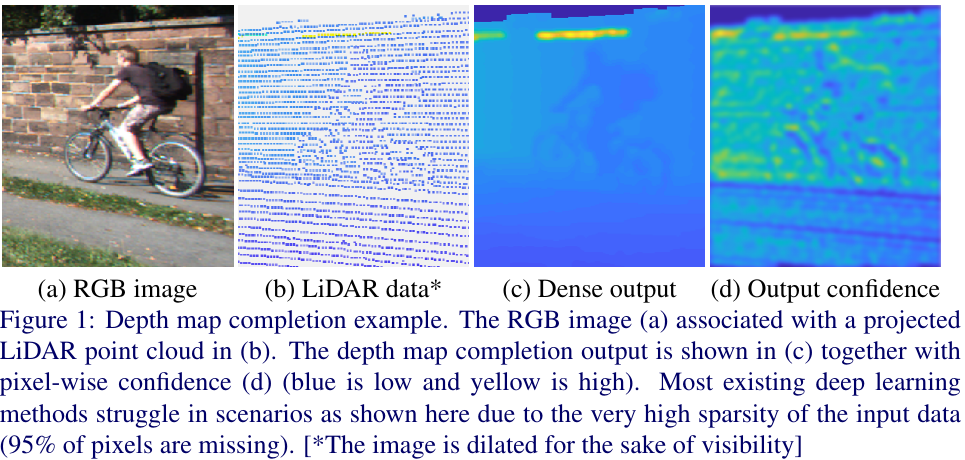 (a) RGB image (b) LiDAR data* (c) Dense output (d) Output confidence
Figure 1: Depth map completion example. The RGB image (a) associated with a projected
LiDAR point cloud in (b). The depth map completion output is shown in (c) together with
pixel-wise confidence (d) (blue is low and yellow is high). Most existing deep learning
methods struggle in scenarios as shown here due to the very high sparsity of the input data
(95% of pixels are missing). [*The image is dilated for the sake of visibility]